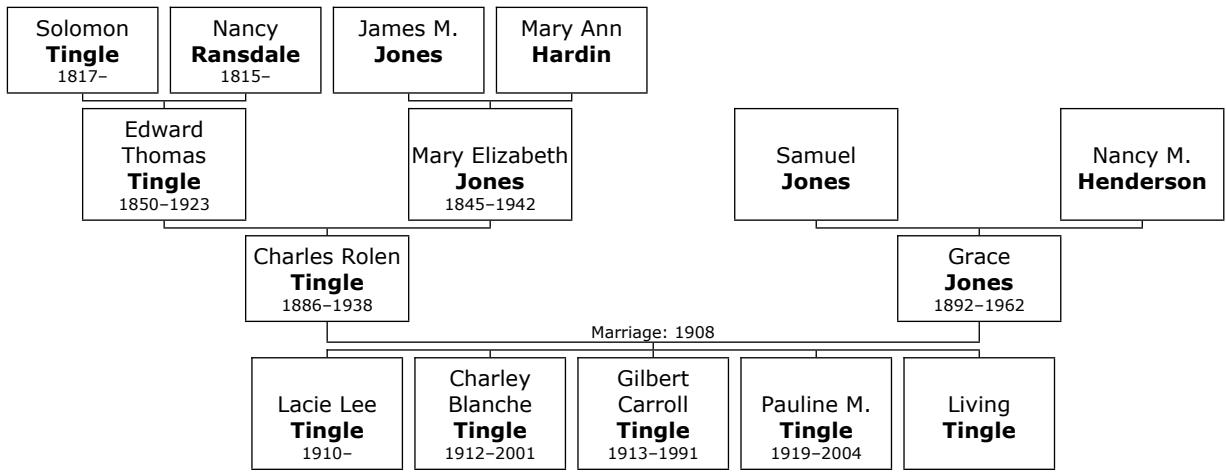 Solomon
Tingle
1817–
Nancy
Ransdale
1815–
James M.
Jones
Mary Ann
Hardin
Edward
Thomas
Tingle
1850–1923
Mary Elizabeth
Jones
1845–1942
Samuel
Jones
Nancy M.
Henderson
Charles Rolen
Tingle
1886–1938
Grace
Jones
1892–1962
Marriage: 1908
Lacie Lee
Tingle
1910–
Charley
Blanche
Tingle
1912–2001
Gilbert
Carroll
Tingle
1913–1991
Pauline M.
Tingle
1919–2004
Living
Tingle